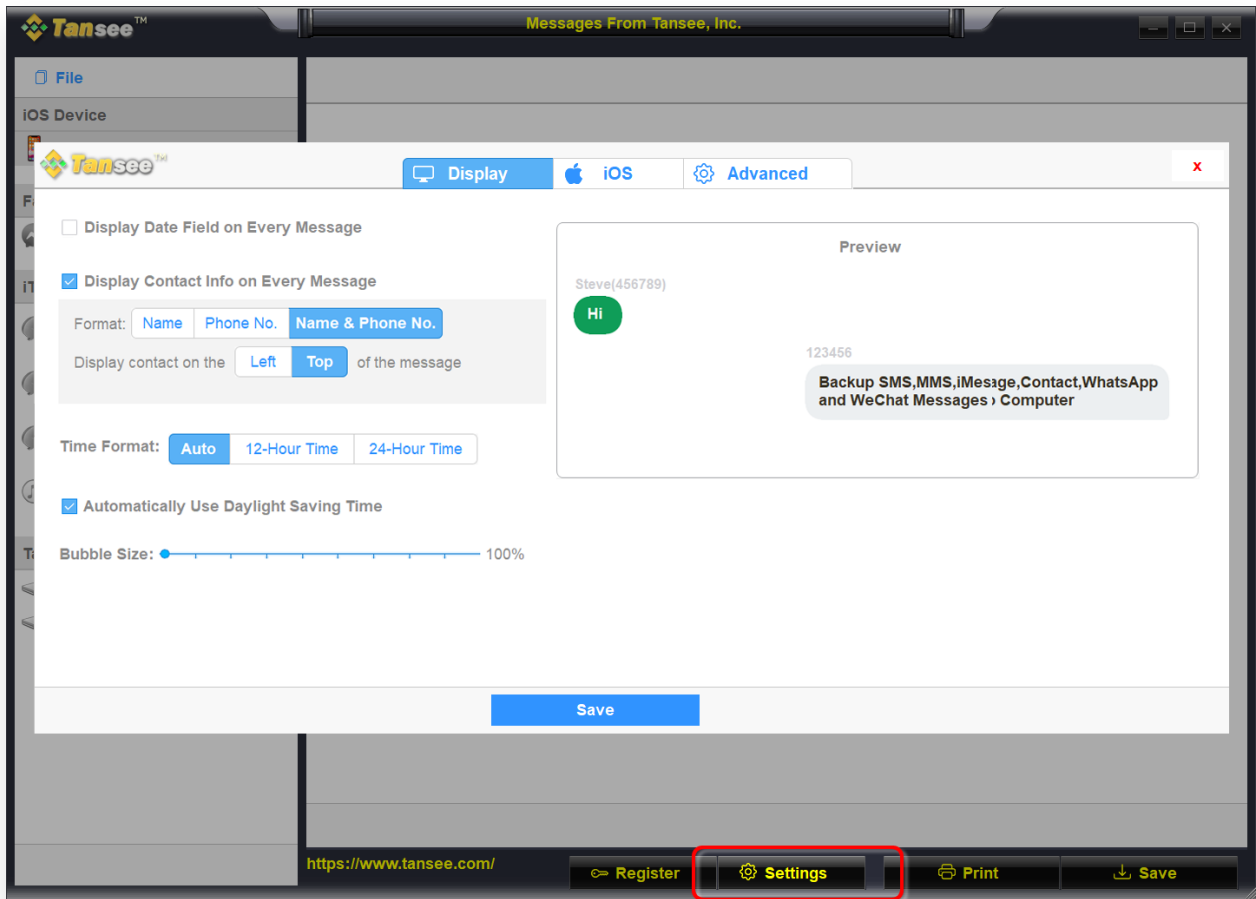 Tansee™
Messages From Tansee, Inc.
File
iOS Device
Tansee™
Display
iOS
Advanced
x
Display Date Field on Every Message
Display Contact Info on Every Message
Format: Name Phone No. Name & Phone No.
Display contact on the Left Top of the message
Time Format: Auto 12-Hour Time 24-Hour Time
Automatically Use Daylight Saving Time
Bubble Size: 100%
Preview
Steve(456789)
Hi
123456
Backup SMS,MMS,iMesage,Contact,WhatsApp
and WeChat Messages Computer
Save
https://www.tansee.com/
Register
Settings
Print
Save